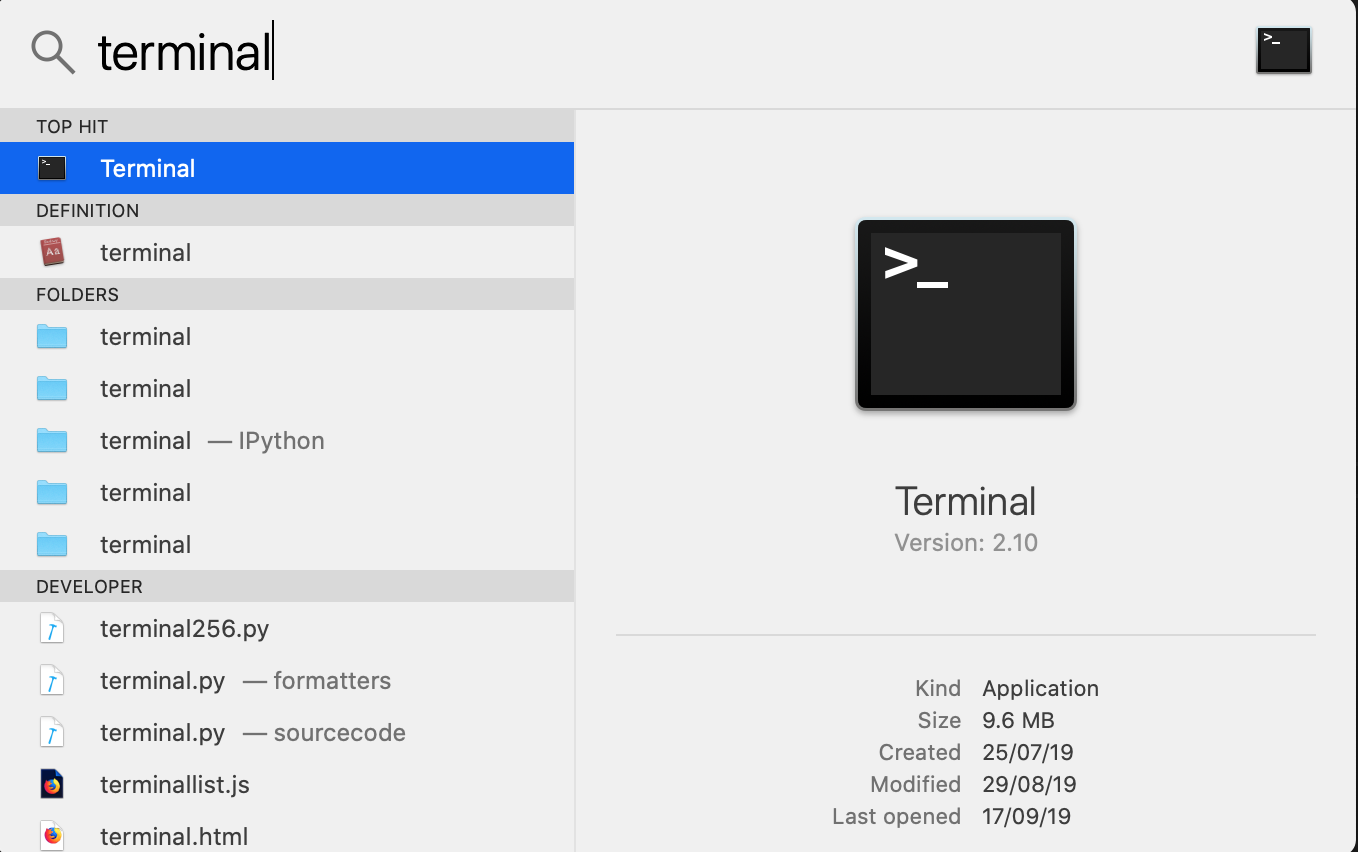 terminal
>_
TOP HIT
>_ Terminal
DEFINITION
Aa terminal
FOLDERS
terminal
terminal
terminal — IPython
terminal
terminal
DEVELOPER
terminal256.py
terminal.py — formatters
terminal.py — sourcecode
terminallist.js
terminal.html
>_
Terminal
Version: 2.10
Kind Application
Size 9.6 MB
Created 25/07/19
Modified 29/08/19
Last opened 17/09/19